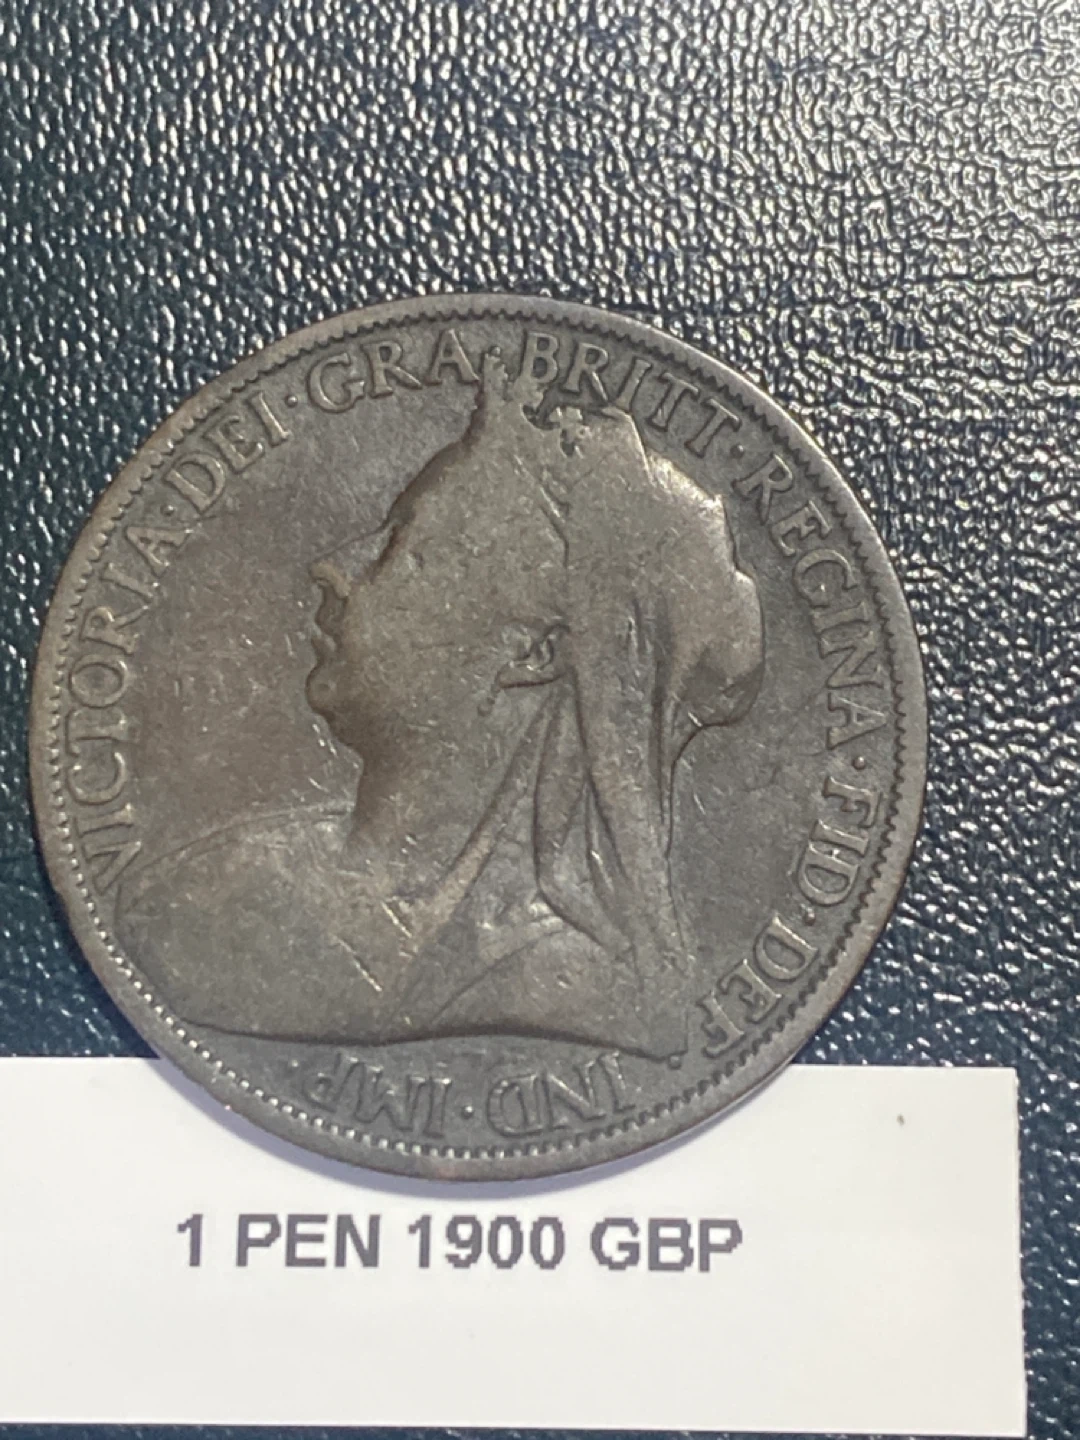 VICTORIA·DEI·GRA·BRITT·REGINA·FID·DEF·IND·IMP·
1 PEN 1900 GBP